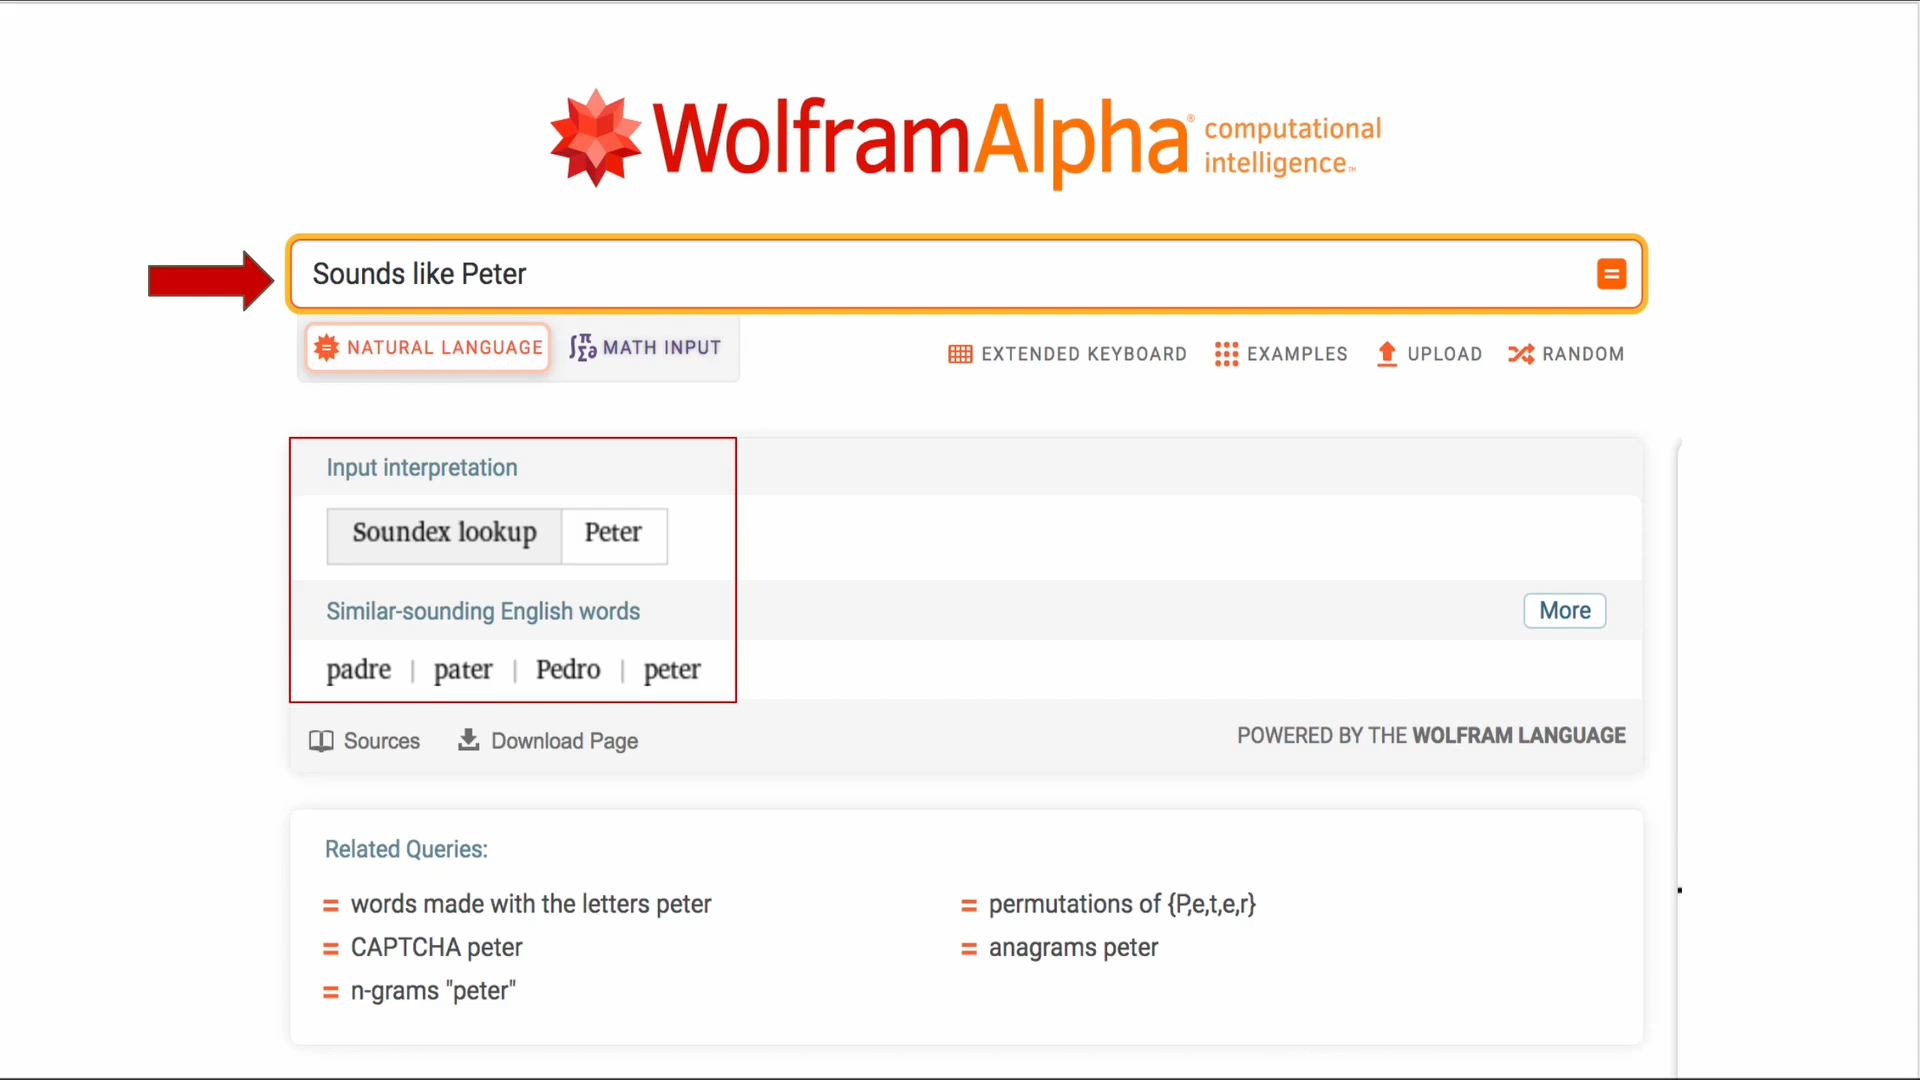 WolframAlpha® computational intelligence™
Sounds like Peter
NATURAL LANGUAGE MATH INPUT EXTENDED KEYBOARD EXAMPLES UPLOAD RANDOM
Input interpretation
Soundex lookup Peter
Similar-sounding English words More
padre | pater | Pedro | peter
Sources Download Page POWERED BY THE WOLFRAM LANGUAGE
Related Queries:
= words made with the letters peter = permutations of {P,e,t,e,r}
= CAPTCHA peter = anagrams peter
= n-grams "peter"